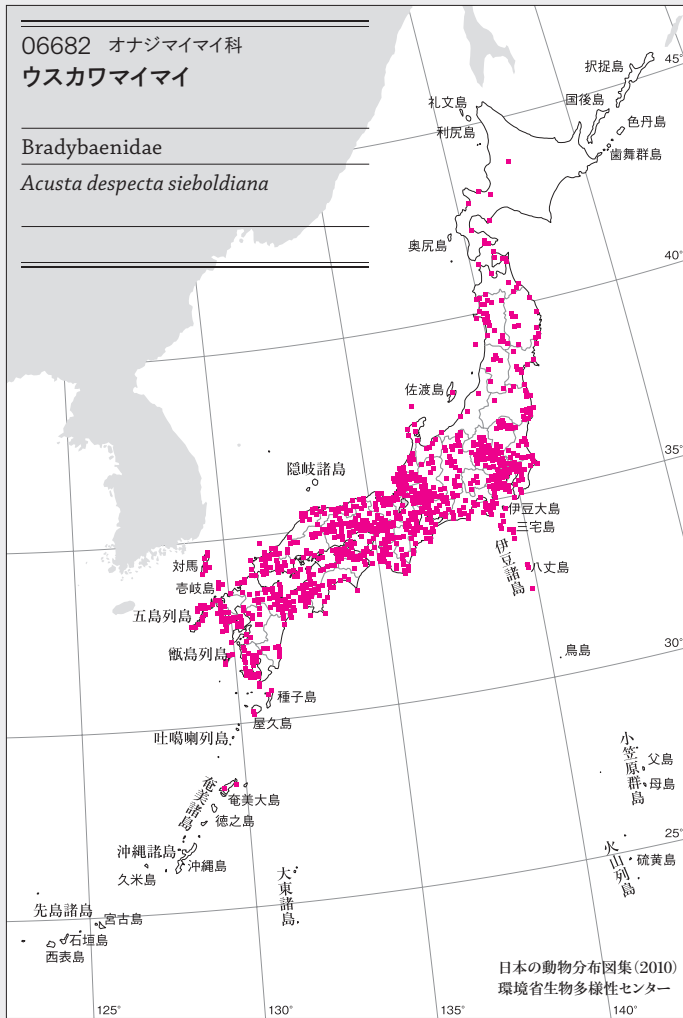 06682 オナジマイマイ科
ウスカワマイマイ
Bradybaenidae
Acusta despecta sieboldiana
択捉島
45°
礼文島
国後島
利尻島
色丹島
歯舞群島
奥尻島
40°
佐渡島
35°
隠岐諸島
伊豆大島
三宅島
対馬
伊豆諸島
八丈島
壱岐島
五島列島
甑島列島
鳥島
30°
種子島
屋久島
吐噶喇列島
小笠原群島
父島
母島
奄美諸島
奄美大島
徳之島
25°
沖縄諸島
沖縄島
火山列島
硫黄島
久米島
大東諸島
先島諸島
宮古島
石垣島
西表島
日本の動物分布図集(2010)
環境省生物多様性センター
125°
130°
135°
140°